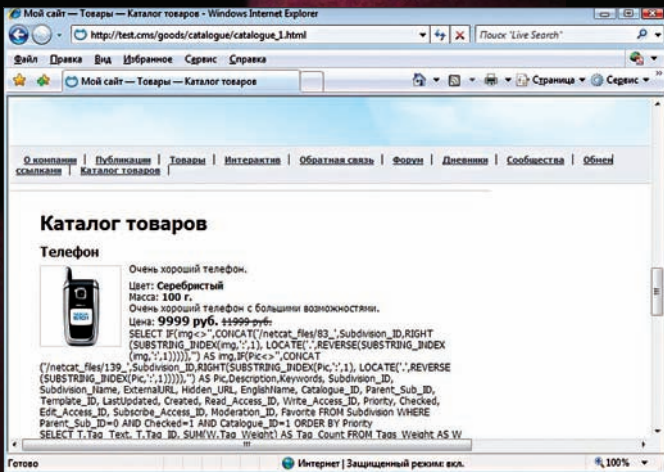 Мой сайт — Товары — Каталог товаров - Windows Internet Explorer
http://test.cms/goods/catalogue/catalogue_1.html
Поиск "Live Search"
Файл Правка Вид Избранное Сервис Справка
Мой сайт — Товары — Каталог товаров
Страница Сервис
О компании | Публикации | Товары | Интерактив | Обратная связь | Форум | Дневники | Сообщества | Обмен
ссылками | Каталог товаров |
Каталог товаров
Телефон
Очень хороший телефон.
Цвет: Серебристый
Масса: 100 г.
Очень хороший телефон с большими возможностями.
Цена: 9999 руб. 11999 руб.
SELECT IF(img<>'',CONCAT('/netcat_files/83_',Subdivision_ID,RIGHT
(SUBSTRING_INDEX(img,':',1), LOCATE('.',REVERSE(SUBSTRING_INDEX
(img,':',1))))),'') AS img,IF(Pic<>'',CONCAT
('/netcat_files/139_',Subdivision_ID,RIGHT(SUBSTRING_INDEX(Pic,':',1), LOCATE('.',REVERSE
(SUBSTRING_INDEX(Pic,':',1))))),'') AS Pic,Description,Keywords, Subdivision_ID,
Subdivision_Name, ExternalURL, Hidden_URL, EnglishName, Catalogue_ID, Parent_Sub_ID,
Template_ID, LastUpdated, Created, Read_Access_ID, Write_Access_ID, Priority, Checked,
Edit_Access_ID, Subscribe_Access_ID, Moderation_ID, Favorite FROM Subdivision WHERE
Parent_Sub_ID=0 AND Checked=1 AND Catalogue_ID=1 ORDER BY Priority
SELECT T.Tag_Text, T.Tag_ID, SUM(W.Tag_Weight) AS Tag_Count FROM Tags_Weight AS W
Готово
Интернет | Защищенный режим: вкл.
100%